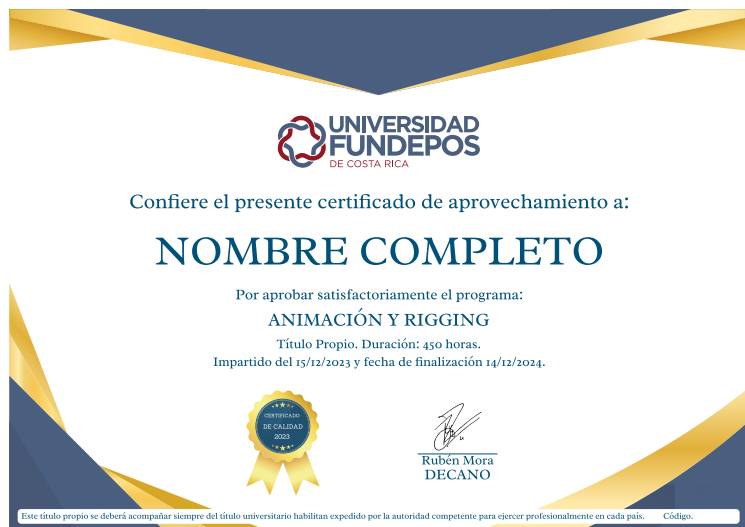 UNIVERSIDAD
FUNDEPOS
DE COSTA RICA
Confiere el presente certificado de aprovechamiento a:
NOMBRE COMPLETO
Por aprobar satisfactoriamente el programa:
ANIMACIÓN Y RIGGING
Título Propio. Duración: 450 horas.
Impartido del 15/12/2023 y fecha de finalización 14/12/2024.
CERTIFICADO
DE CALIDAD
2023
Rubén Mora
DECANO
Este título propio se deberá acompañar siempre del título universitario habilitan expedido por la autoridad competente para ejercer profesionalmente en cada país. Código.